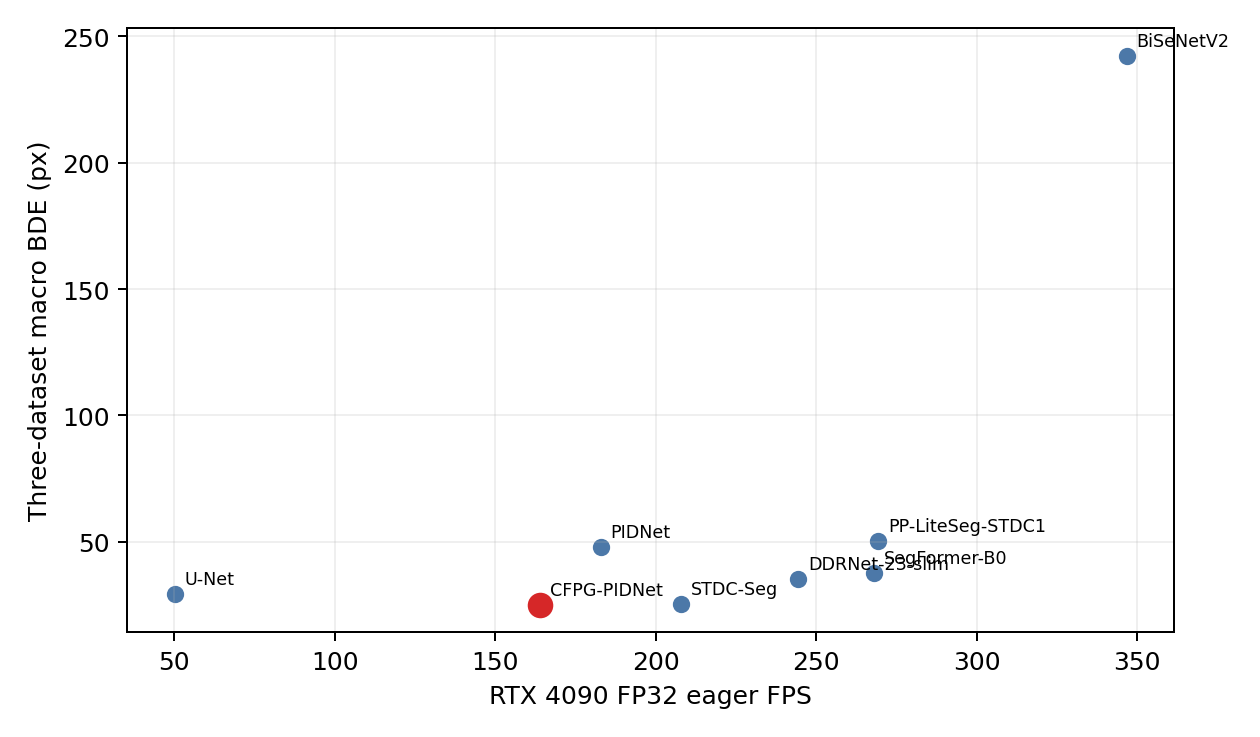 250
200
150
100
50
Three-dataset macro BDE (px)
BiSeNetV2
PP-LiteSeg-STDC1
PIDNet
SegFormer-B0
DDRNet-23-slim
U-Net
CFPG-PIDNet
STDC-Seg
50 100 150 200 250 300 350
RTX 4090 FP32 eager FPS